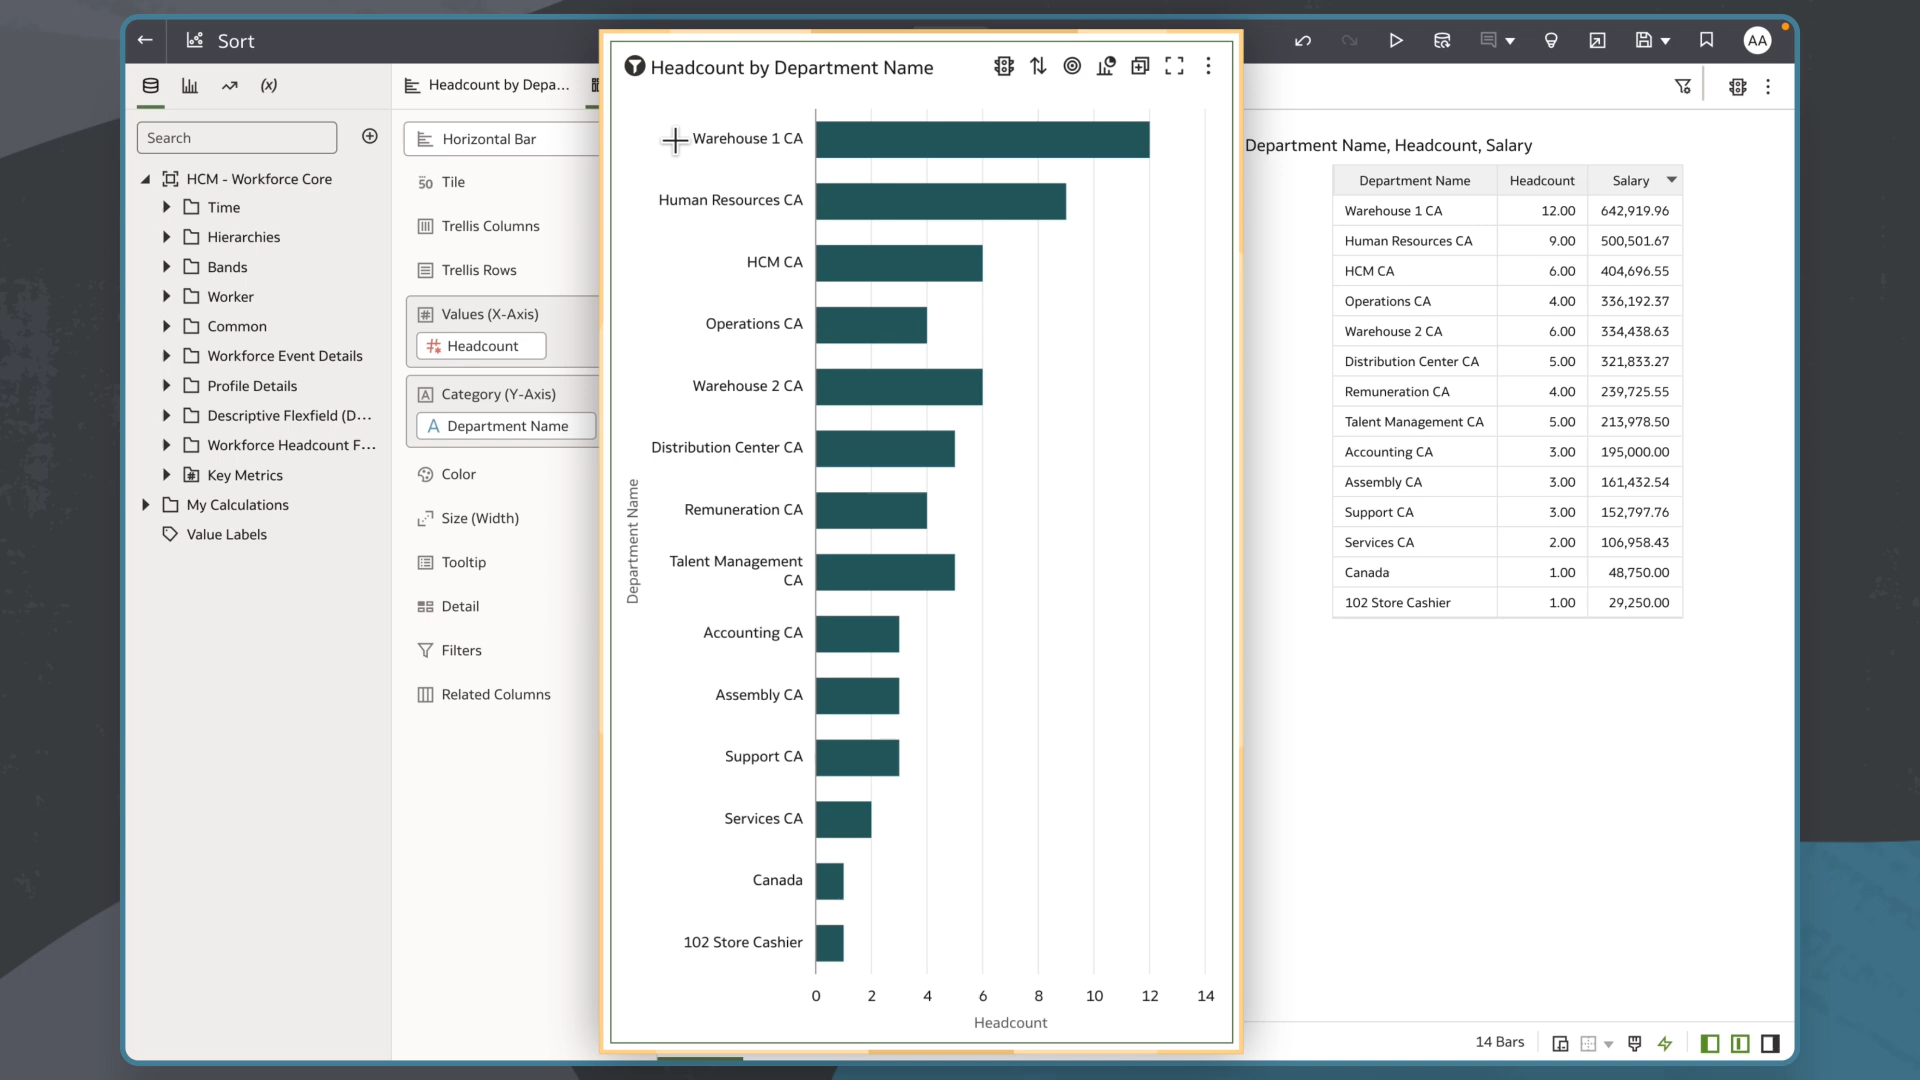 Sort
AA
Search
HCM - Workforce Core
Time
Hierarchies
Bands
Worker
Common
Workforce Event Details
Profile Details
Descriptive Flexfield (D...
Workforce Headcount F...
Key Metrics
My Calculations
Value Labels
(x)
Headcount by Depa...
Horizontal Bar
50 Tile
Trellis Columns
Trellis Rows
Values (X-Axis)
Headcount
Category (Y-Axis)
A Department Name
Color
Size (Width)
Tooltip
Detail
Filters
Related Columns
Headcount by Department Name
Department Name
Warehouse 1 CA
Human Resources CA
HCM CA
Operations CA
Warehouse 2 CA
Distribution Center CA
Remuneration CA
Talent Management
CA
Accounting CA
Assembly CA
Support CA
Services CA
Canada
102 Store Cashier
0 2 4 6 8 10 12 14
Headcount
Department Name, Headcount, Salary
Department Name Headcount Salary
Warehouse 1 CA 12.00 642,919.96
Human Resources CA 9.00 500,501.67
HCM CA 6.00 404,696.55
Operations CA 4.00 336,192.37
Warehouse 2 CA 6.00 334,438.63
Distribution Center CA 5.00 321,833.27
Remuneration CA 4.00 239,725.55
Talent Management CA 5.00 213,978.50
Accounting CA 3.00 195,000.00
Assembly CA 3.00 161,432.54
Support CA 3.00 152,797.76
Services CA 2.00 106,958.43
Canada 1.00 48,750.00
102 Store Cashier 1.00 29,250.00
14 Bars